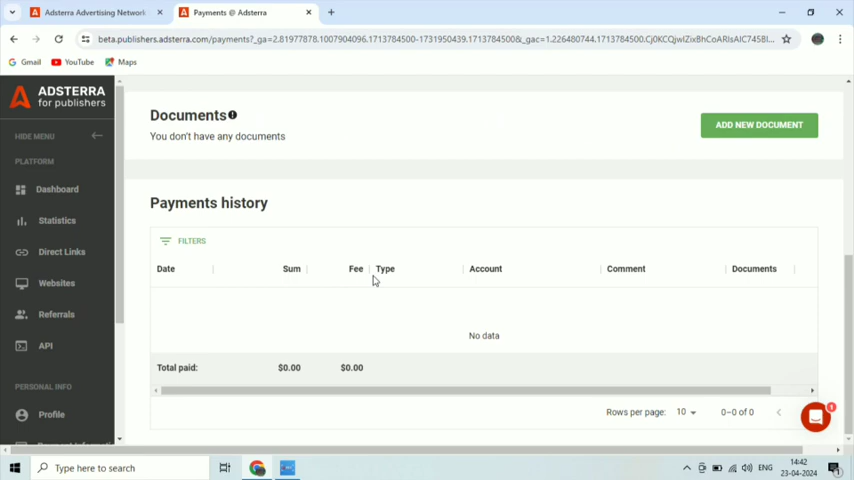 Adsterra Advertising Network
Payments @ Adsterra
beta.publishers.adsterra.com/payments?_ga=2.81977878.1007904096.1713784500-1731950439.1713784500&_gac=1.226480744.1713784500.Cj0KCQjwlZixBhCoARIsAIC745Bl...
Gmail
YouTube
Maps
ADSTERRA
for publishers
HIDE MENU
PLATFORM
Dashboard
Statistics
Direct Links
Websites
Referrals
API
PERSONAL INFO
Profile
Documents
You don't have any documents
ADD NEW DOCUMENT
Payments history
FILTERS
Date Sum Fee Type Account Comment Documents
No data
Total paid: $0.00 $0.00
Rows per page: 10 0–0 of 0
1
Type here to search
ENG
14:42
23-04-2024
1